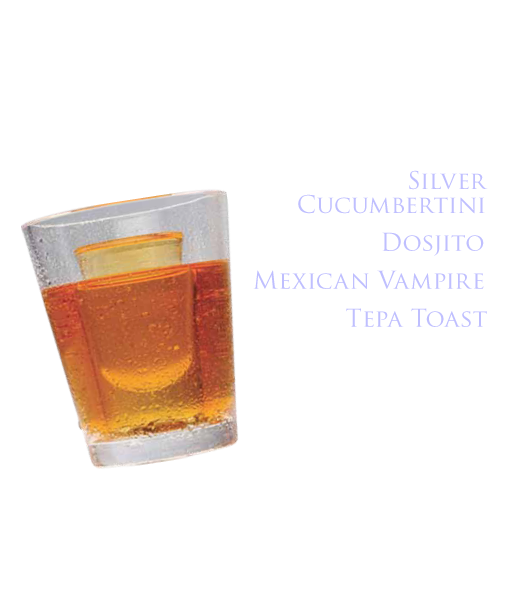 Silver
Cucumbertini
Dosjito
Mexican Vampire
Tepa Toast